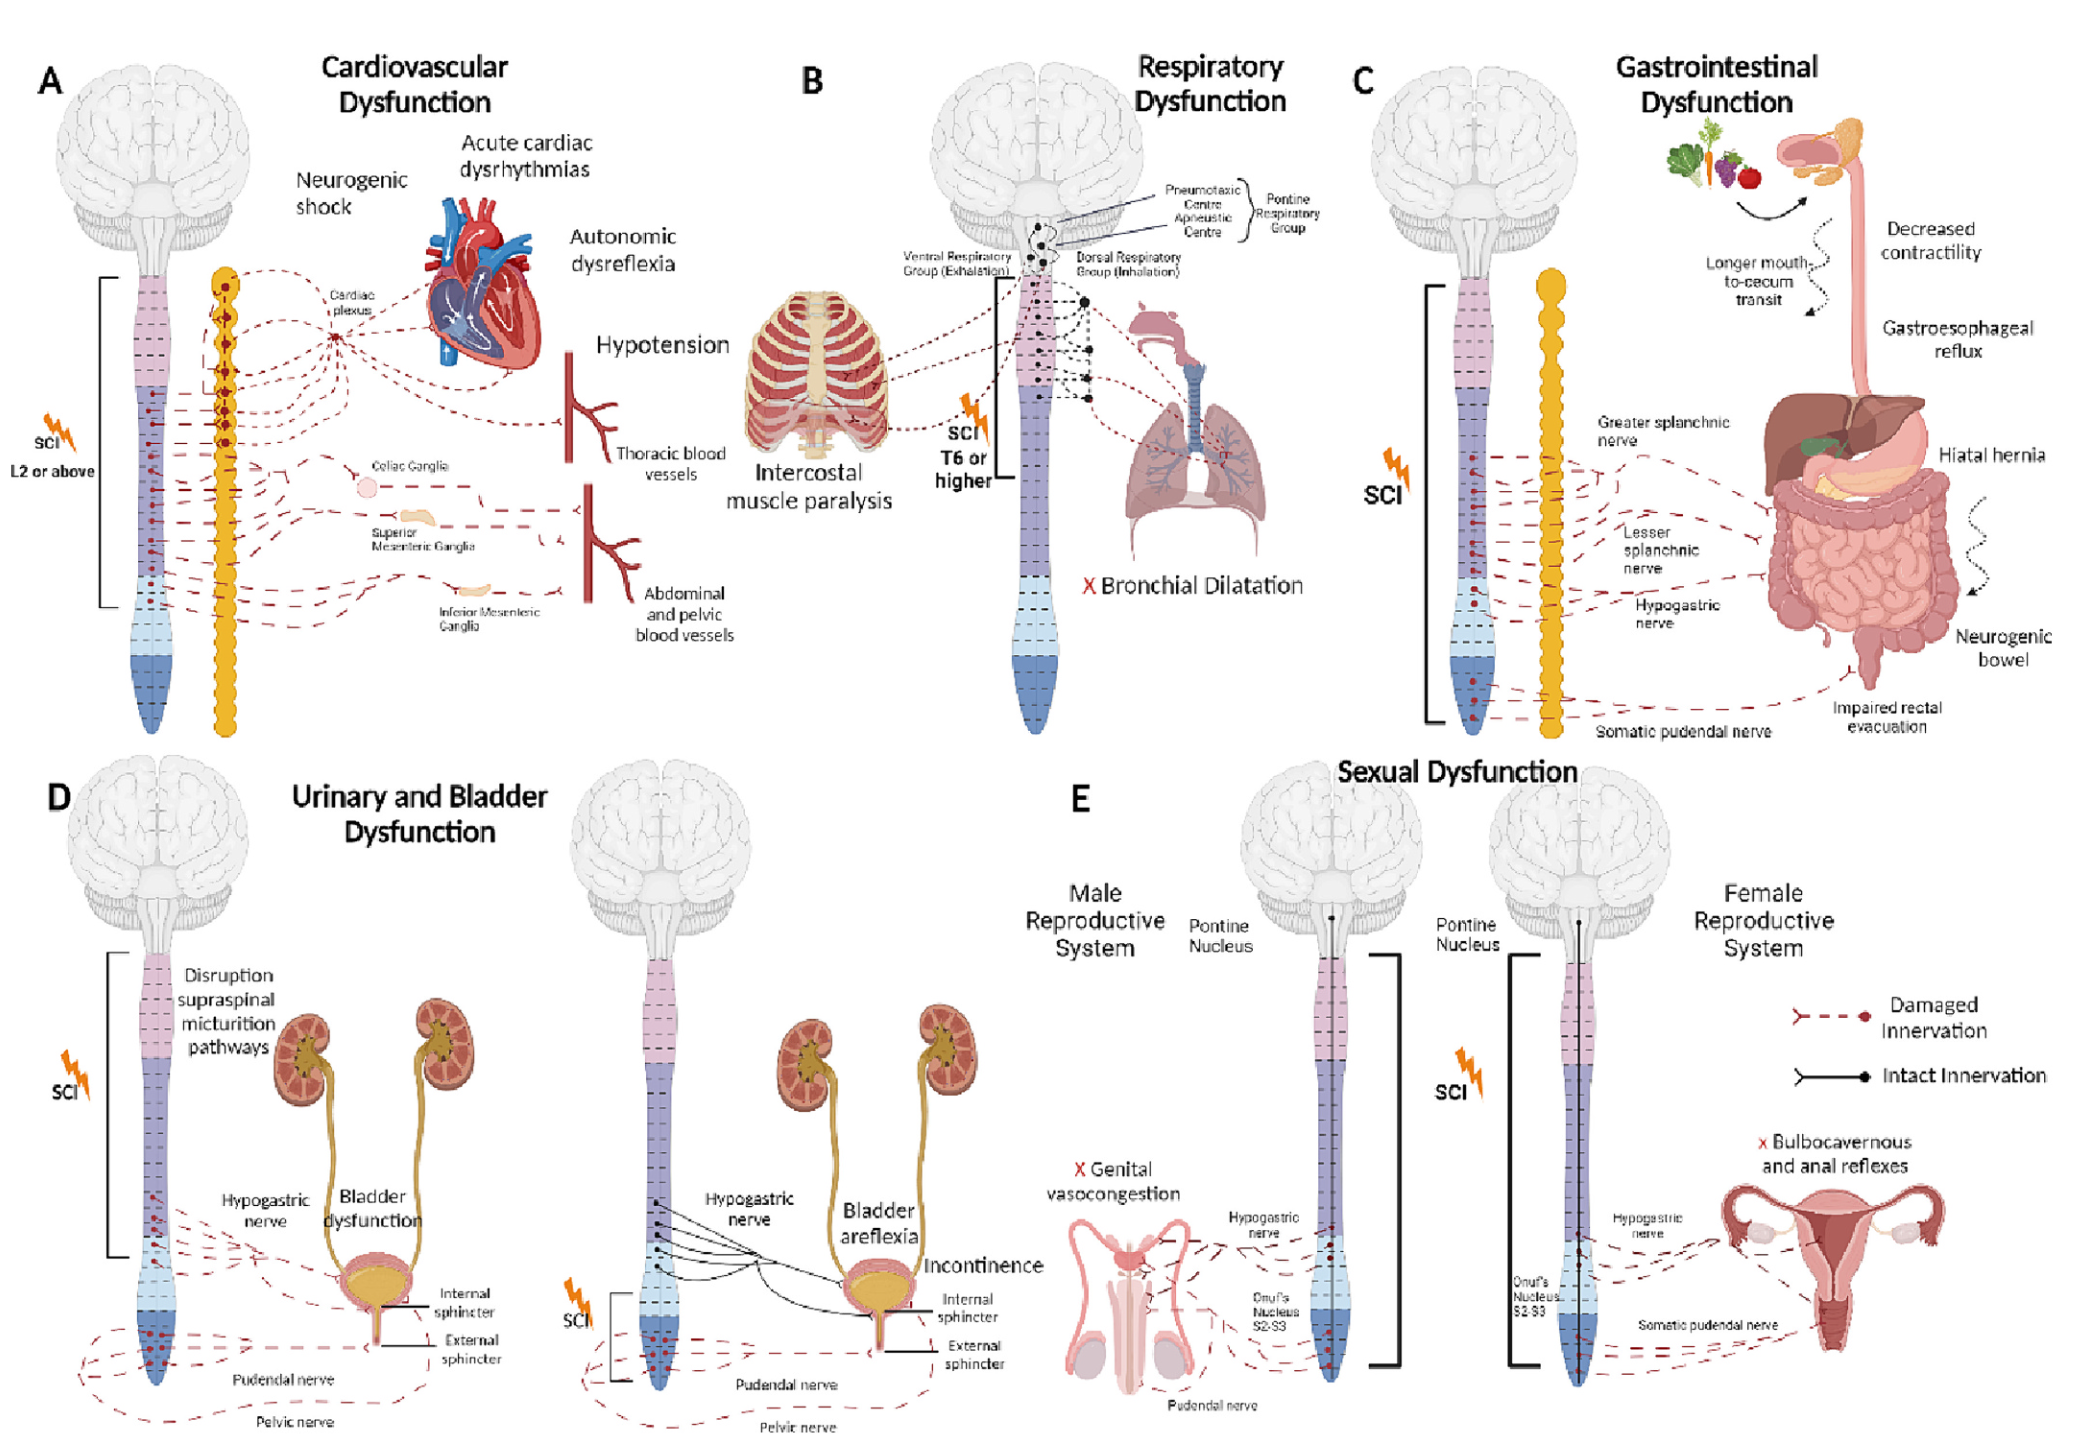 A
Cardiovascular
Dysfunction
Acute cardiac
dysrhythmias
Neurogenic
shock
Autonomic
dysreflexia
Cardiac
plexus
Hypotension
SCI
L2 or above
Thoracic blood
vessels
Celiac Ganglia
Superior
Mesenteric Ganglia
Abdominal
and pelvic
blood vessels
Inferior Mesenteric
Ganglia
B
Respiratory
Dysfunction
Pneumotaxic
Centre
Apneustic
Centre
Pontine
Respiratory
Group
Ventral Respiratory
Group (Exhalation)
Dorsal Respiratory
Group (Inhalation)
SCI
T6 or
higher
Intercostal
muscle paralysis
X Bronchial Dilatation
C
Gastrointestinal
Dysfunction
Decreased
contractility
Longer mouth-
to-cecum
transit
Gastroesophageal
reflux
Greater splanchnic
nerve
Hiatal hernia
SCI
Lesser
splanchnic
nerve
Hypogastric
nerve
Neurogenic
bowel
Impaired rectal
evacuation
Somatic pudendal nerve
D
Urinary and Bladder
Dysfunction
Disruption
supraspinal
micturition
pathways
SCI
Hypogastric
nerve
Bladder
dysfunction
Internal
sphincter
External
sphincter
Pudendal nerve
Pelvic nerve
Hypogastric
nerve
Bladder
areflexia
Incontinence
SCI
Internal
sphincter
External
sphincter
Pudendal nerve
Pelvic nerve
E
Sexual Dysfunction
Male
Reproductive
System
Pontine
Nucleus
Pontine
Nucleus
Female
Reproductive
System
Damaged
Innervation
Intact Innervation
SCI
X Genital
vasocongestion
x Bulbocavernous
and anal reflexes
Hypogastric
nerve
Onuf's
Nucleus
S2-S3
Pudendal nerve
Hypogastric
nerve
Onuf's
Nucleus
S2-S3
Somatic pudendal nerve